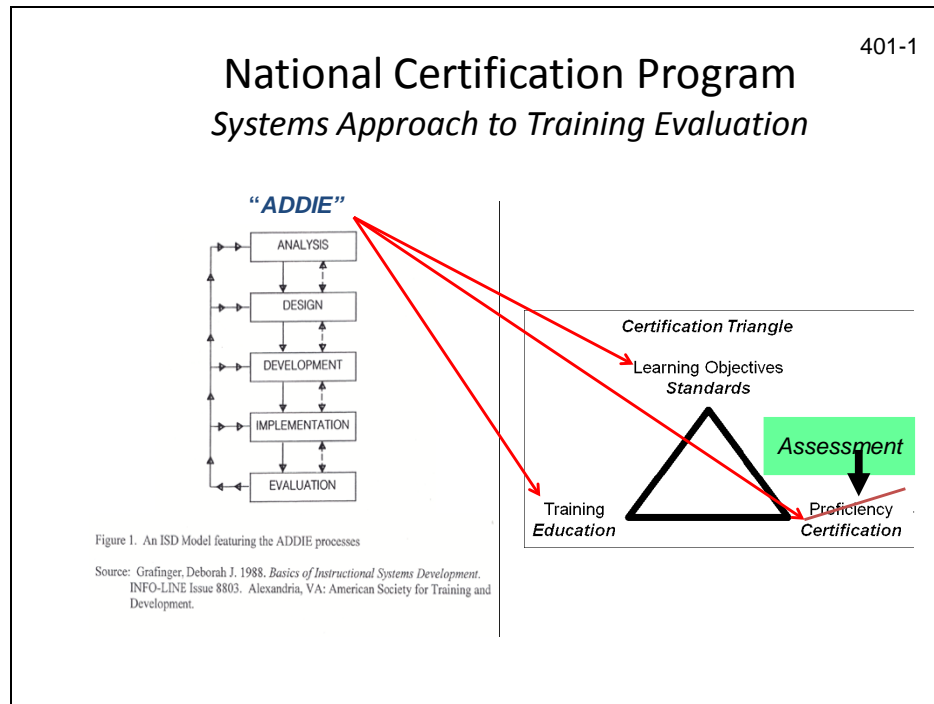 401-1
National Certification Program
Systems Approach to Training Evaluation
“ADDIE”
ANALYSIS
DESIGN
DEVELOPMENT
IMPLEMENTATION
EVALUATION
Figure 1. An ISD Model featuring the ADDIE processes
Source: Grafinger, Deborah J. 1988. Basics of Instructional Systems Development.
INFO-LINE Issue 8803. Alexandria, VA: American Society for Training and
Development.
Certification Triangle
Learning Objectives
Standards
Assessment
Training
Education
Proficiency
Certification